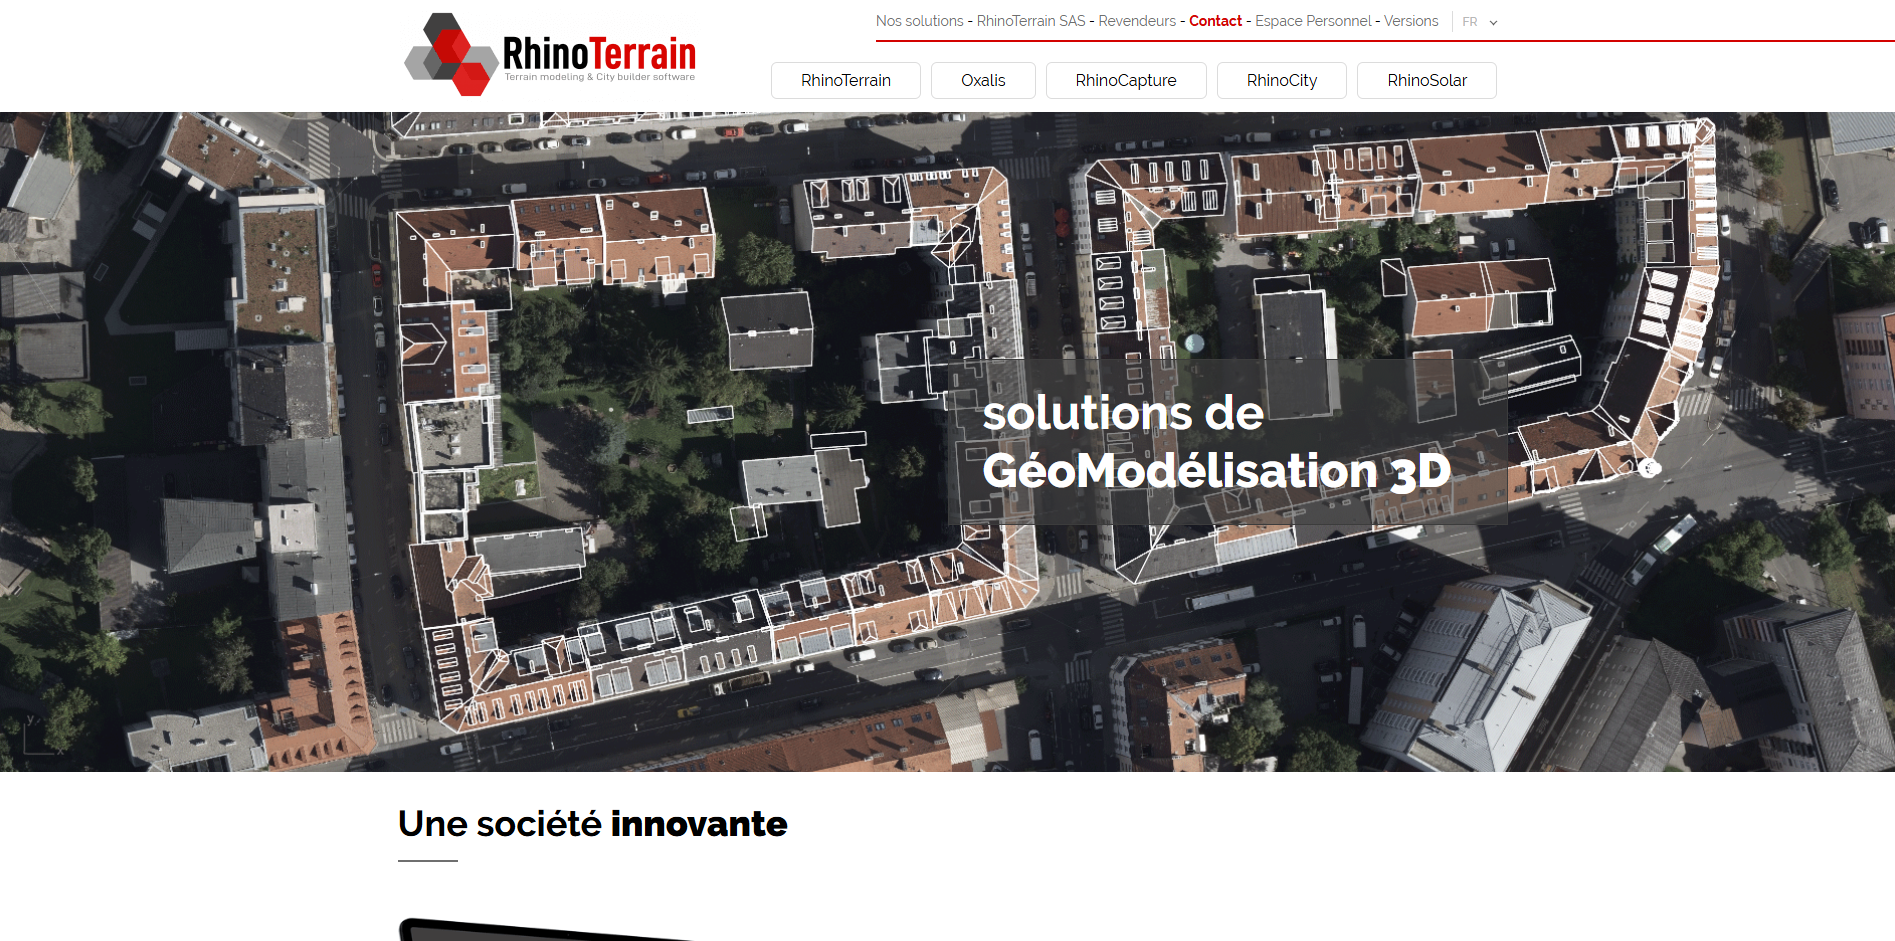 RhinoTerrain
Terrain modeling & City builder software
Nos solutions - RhinoTerrain SAS - Revendeurs - Contact - Espace Personnel - Versions
FR
RhinoTerrain
Oxalis
RhinoCapture
RhinoCity
RhinoSolar
solutions de
GéoModélisation 3D
y
x
Une société innovante